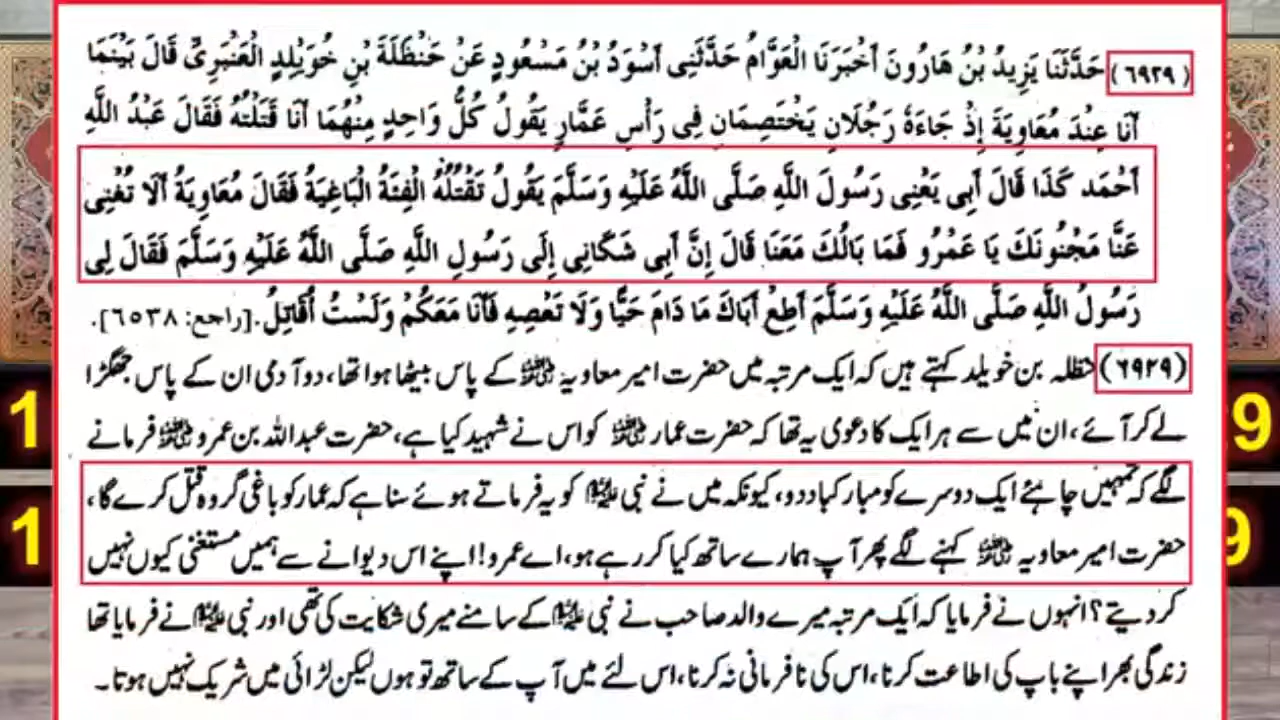 (٦٩٢٩) حَدَّثَنَا يَزِيدُ بْنُ هَارُونَ أَخْبَرَنَا الْعَوَّامُ حَدَّثَنِى أَسْوَدُ بْنُ مَسْعُودٍ عَنْ حَنْظَلَةَ بْنِ خُوَيْلِدٍ الْعَنْبَرِىِّ قَالَ بَيْنَمَا
أَنَا عِنْدَ مُعَاوِيَةَ إِذْ جَاءَهُ رَجُلَانِ يَخْتَصِمَانِ فِى رَأْسِ عَمَّارٍ يَقُولُ كُلُّ وَاحِدٍ مِنْهُمَا أَنَا قَتَلْتُهُ فَقَالَ عَبْدُ اللَّهِ
أَحْمَد كَذَا قَالَ أَبِى يَعْنِى رَسُولَ اللَّهِ صَلَّى اللَّهُ عَلَيْهِ وَسَلَّمَ يَقُولُ تَقْتُلُهُ الْفِئَةُ الْبَاغِيَةُ فَقَالَ مُعَاوِيَةُ أَلَا تُغْنِى
عَنَّا مَجْنُونَكَ يَا عَمْرُو فَمَا بَالُكَ مَعَنَا قَالَ إِنَّ أَبِى شَكَانِى إِلَى رَسُولِ اللَّهِ صَلَّى اللَّهُ عَلَيْهِ وَسَلَّمَ فَقَالَ لِى
رَسُولُ اللَّهِ صَلَّى اللَّهُ عَلَيْهِ وَسَلَّمَ أَطِعْ أَبَاكَ مَا دَامَ حَيًّا وَلَا تَعْصِهِ فَأَنَا مَعَكُمْ وَلَسْتُ أُقَاتِلُ. [راجع: ٦٥٣٨].
(٦٩٢٩) حنظلہ بن خویلد کہتے ہیں کہ ایک مرتبہ میں حضرت امیر معاویہ رضی اللہ عنہ کے پاس بیٹھا ہوا تھا، دو آدمی ان کے پاس جھگڑا
لے کر آئے، ان میں سے ہر ایک کا دعوی یہ تھا کہ حضرت عمار رضی اللہ عنہ کو اس نے شہید کیا ہے، حضرت عبداللہ بن عمرو رضی اللہ عنہ فرمانے
لگے کہ تمہیں چاہئے ایک دوسرے کو مبارکباد دو، کیونکہ میں نے نبی علیہ السلام کو یہ فرماتے ہوئے سنا ہے کہ عمار کو باغی گروہ قتل کرے گا،
حضرت امیر معاویہ رضی اللہ عنہ کہنے لگے پھر آپ ہمارے ساتھ کیا کر رہے ہو، اے عمرو! اپنے اس دیوانے سے ہمیں مستغنی کیوں نہیں
کر دیتے؟ انہوں نے فرمایا کہ ایک مرتبہ میرے والد صاحب نے نبی علیہ السلام کے سامنے میری شکایت کی تھی اور نبی علیہ السلام نے فرمایا تھا
زندگی بھر اپنے باپ کی اطاعت کرنا، اس کی نافرمانی نہ کرنا، اس لئے میں آپ کے ساتھ تو ہوں لیکن لڑائی میں شریک نہیں ہوتا۔
1
9
1
9